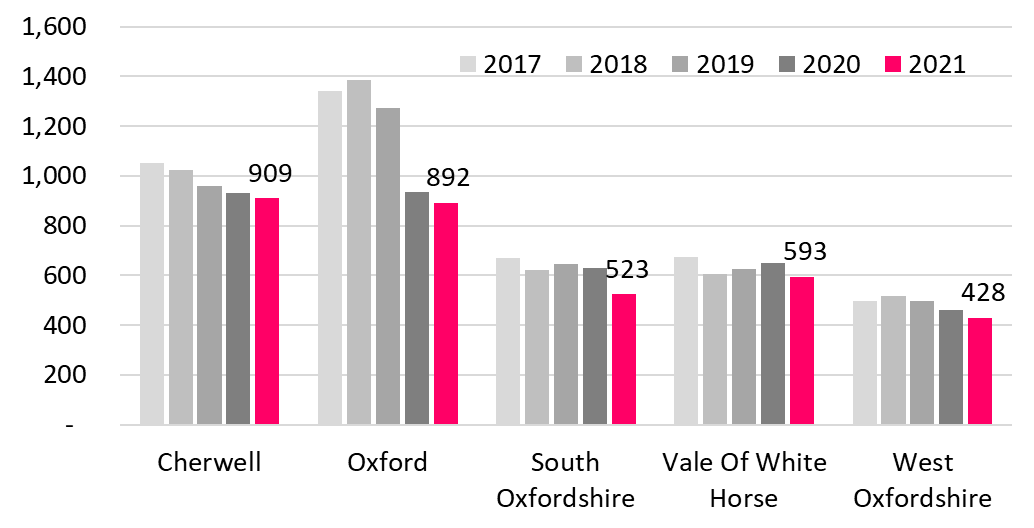 1,600
1,400
1,200
1,000
800
600
400
200
-
2017 2018 2019 2020 2021
909
892
523
593
428
Cherwell
Oxford
South
Oxfordshire
Vale Of White
Horse
West
Oxfordshire